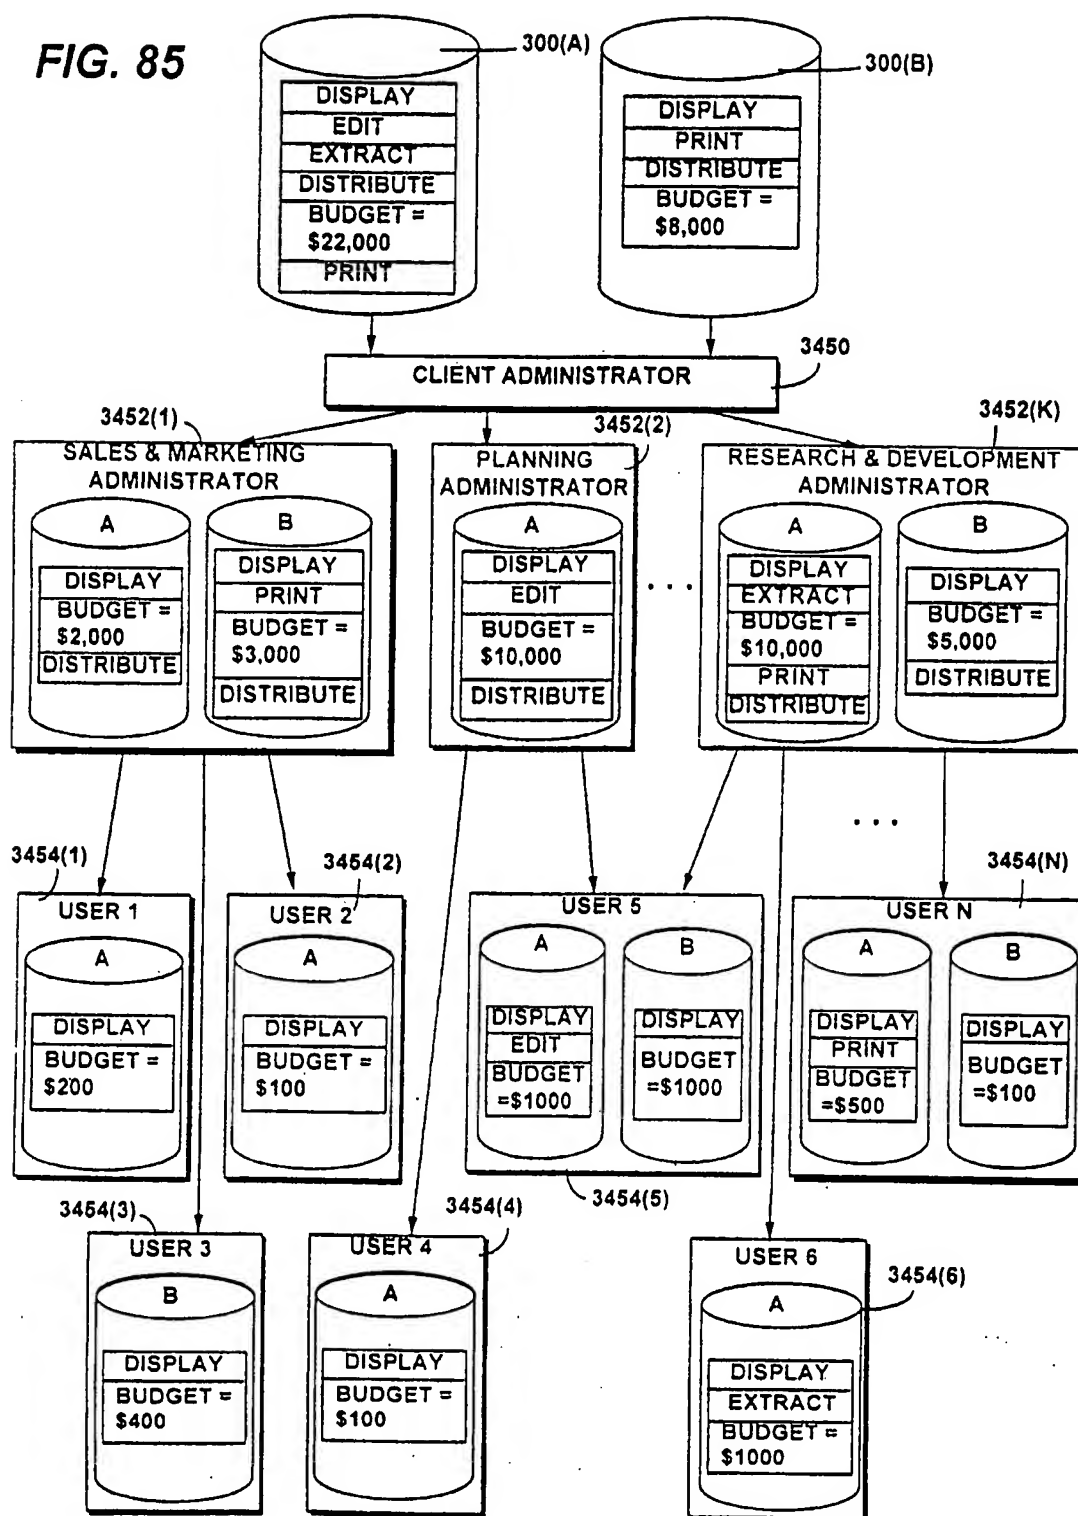 FIG. 85
300(A)
300(B)
DISPLAY
EDIT
EXTRACT
DISTRIBUTE
BUDGET =
$22,000
PRINT
DISPLAY
PRINT
DISTRIBUTE
BUDGET =
$8,000
3450
CLIENT ADMINISTRATOR
3452(1)
SALES & MARKETING
ADMINISTRATOR
A
DISPLAY
BUDGET =
$2,000
DISTRIBUTE
B
DISPLAY
PRINT
BUDGET =
$3,000
DISTRIBUTE
3452(2)
PLANNING
ADMINISTRATOR
A
DISPLAY
EDIT
BUDGET =
$10,000
DISTRIBUTE
. . .
3452(K)
RESEARCH & DEVELOPMENT
ADMINISTRATOR
A
DISPLAY
EXTRACT
BUDGET =
$10,000
PRINT
DISTRIBUTE
B
DISPLAY
BUDGET =
$5,000
DISTRIBUTE
. . .
3454(1)
USER 1
A
DISPLAY
BUDGET =
$200
3454(2)
USER 2
A
DISPLAY
BUDGET =
$100
USER 5
A
DISPLAY
EDIT
BUDGET
=$1000
B
DISPLAY
BUDGET
=$1000
3454(5)
3454(N)
USER N
A
DISPLAY
PRINT
BUDGET
=$500
B
DISPLAY
BUDGET
=$100
3454(3)
USER 3
B
DISPLAY
BUDGET =
$400
3454(4)
USER 4
A
DISPLAY
BUDGET =
$100
USER 6
3454(6)
A
DISPLAY
EXTRACT
BUDGET =
$1000